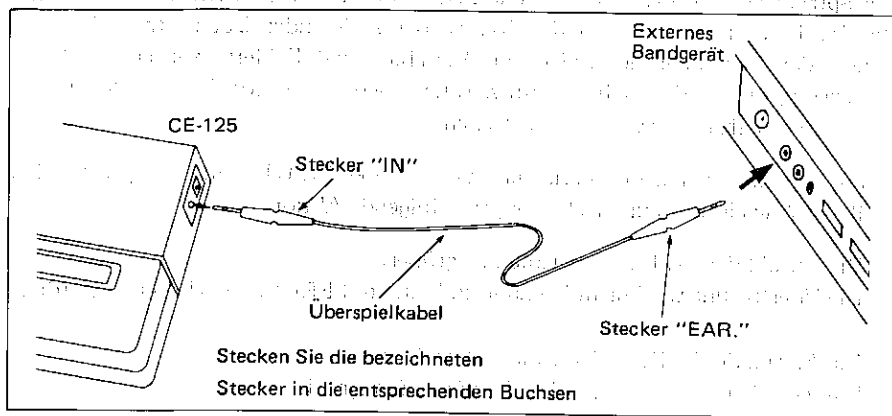 Externes
Bandgerät
CE-125
Stecker "IN"
Überspielkabel
Stecker "EAR."
Stecken Sie die bezeichneten
Stecker in die entsprechenden Buchsen